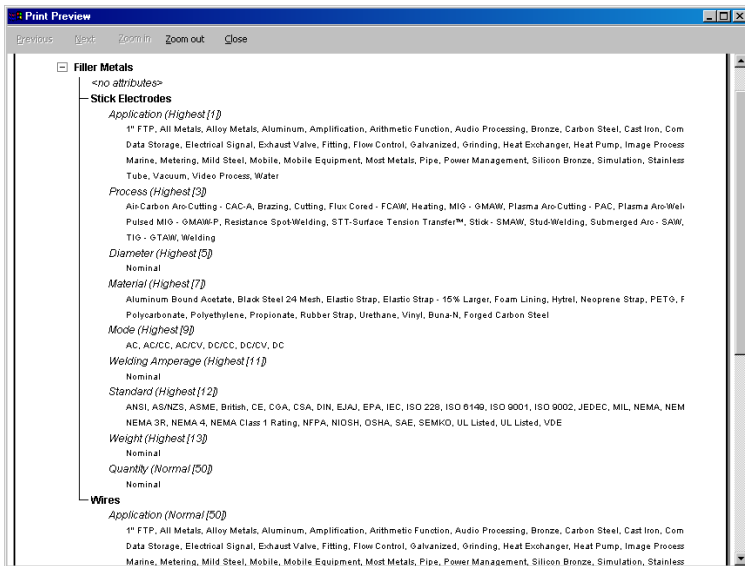 Print Preview
Previous Next Zoom in Zoom out Close
Filler Metals
<no attributes>
Stick Electrodes
Application (Highest [1])
1" FTP, All Metals, Alloy Metals, Aluminum, Amplification, Arithmetic Function, Audio Processing, Bronze, Carbon Steel, Cast Iron, Com
Data Storage, Electrical Signal, Exhaust Valve, Fitting, Flow Control, Galvanized, Grinding, Heat Exchanger, Heat Pump, Image Process
Marine, Metering, Mild Steel, Mobile, Mobile Equipment, Most Metals, Pipe, Power Management, Silicon Bronze, Simulation, Stainless
Tube, Vacuum, Video Process, Water
Process (Highest [3])
Air-Carbon Arc-Cutting - CAC-A, Brazing, Cutting, Flux Cored - FCAW, Heating, MIG - GMAW, Plasma Arc-Cutting - PAC, Plasma Arc-Wel
Pulsed MIG - GMAW-P, Resistance Spot-Welding, STT-Surface Tension Transfer™, Stick - SMAW, Stud-Welding, Submerged Arc - SAW,
TIG - GTAW, Welding
Diameter (Highest [5])
Nominal
Material (Highest [7])
Aluminum Bound Acetate, Black Steel 24 Mesh, Elastic Strap, Elastic Strap - 15% Larger, Foam Lining, Hytrel, Neoprene Strap, PETG, F
Polycarbonate, Polyethylene, Propionate, Rubber Strap, Urethane, Vinyl, Buna-N, Forged Carbon Steel
Mode (Highest [9])
AC, AC/CC, AC/CV, DC/CC, DC/CV, DC
Welding Amperage (Highest [11])
Nominal
Standard (Highest [12])
ANSI, AS/NZS, ASME, British, CE, CGA, CSA, DIN, EJAJ, EPA, IEC, ISO 228, ISO 6149, ISO 9001, ISO 9002, JEDEC, MIL, NEMA, NEM
NEMA 3R, NEMA 4, NEMA Class 1 Rating, NFPA, NIOSH, OSHA, SAE, SEMKO, UL Listed, UL Listed, VDE
Weight (Highest [13])
Nominal
Quantity (Normal [50])
Nominal
Wires
Application (Normal [50])
1" FTP, All Metals, Alloy Metals, Aluminum, Amplification, Arithmetic Function, Audio Processing, Bronze, Carbon Steel, Cast Iron, Com
Data Storage, Electrical Signal, Exhaust Valve, Fitting, Flow Control, Galvanized, Grinding, Heat Exchanger, Heat Pump, Image Process
Marine, Metering, Mild Steel, Mobile, Mobile Equipment, Most Metals, Pipe, Power Management, Silicon Bronze, Simulation, Stainless